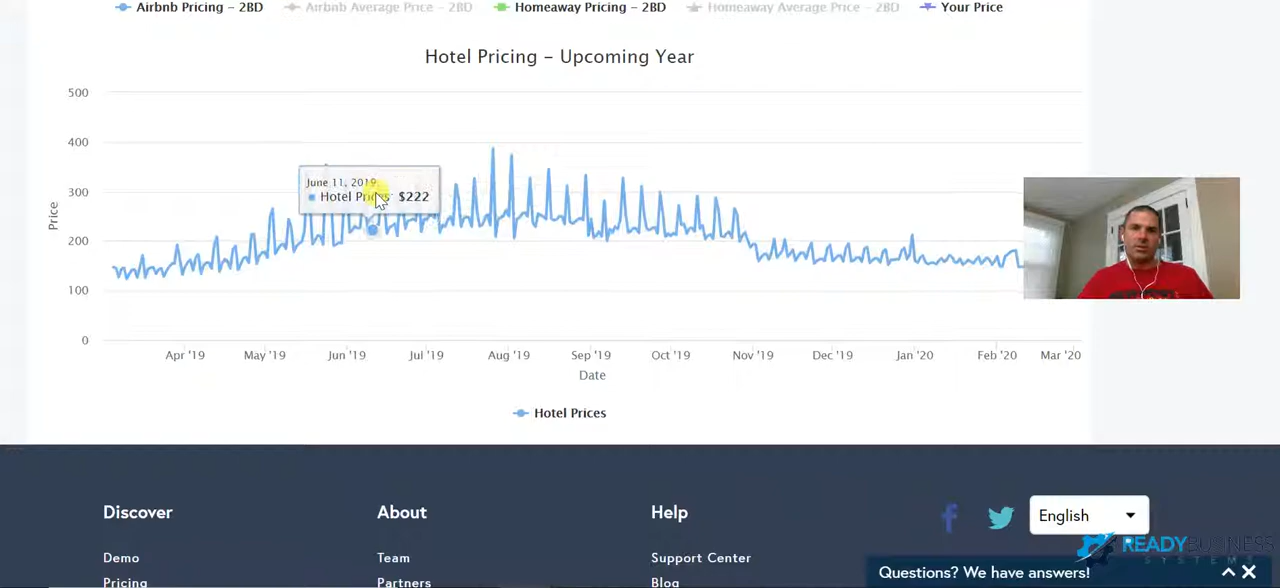 Airbnb Pricing - 2BD
Airbnb Average Price - 2BD
Homeaway Pricing - 2BD
Homeaway Average Price - 2BD
Your Price
Hotel Pricing - Upcoming Year
500
400
300
200
100
0
Price
June 11, 2019
Hotel Prices: $222
Apr '19
May '19
Jun '19
Jul '19
Aug '19
Sep '19
Oct '19
Nov '19
Dec '19
Jan '20
Feb '20
Mar '20
Date
Hotel Prices
Discover
About
Help
English
Demo
Team
Support Center
READYBUSINESS
SYSTEMS
Pricing
Partners
Blog
Questions? We have answers!